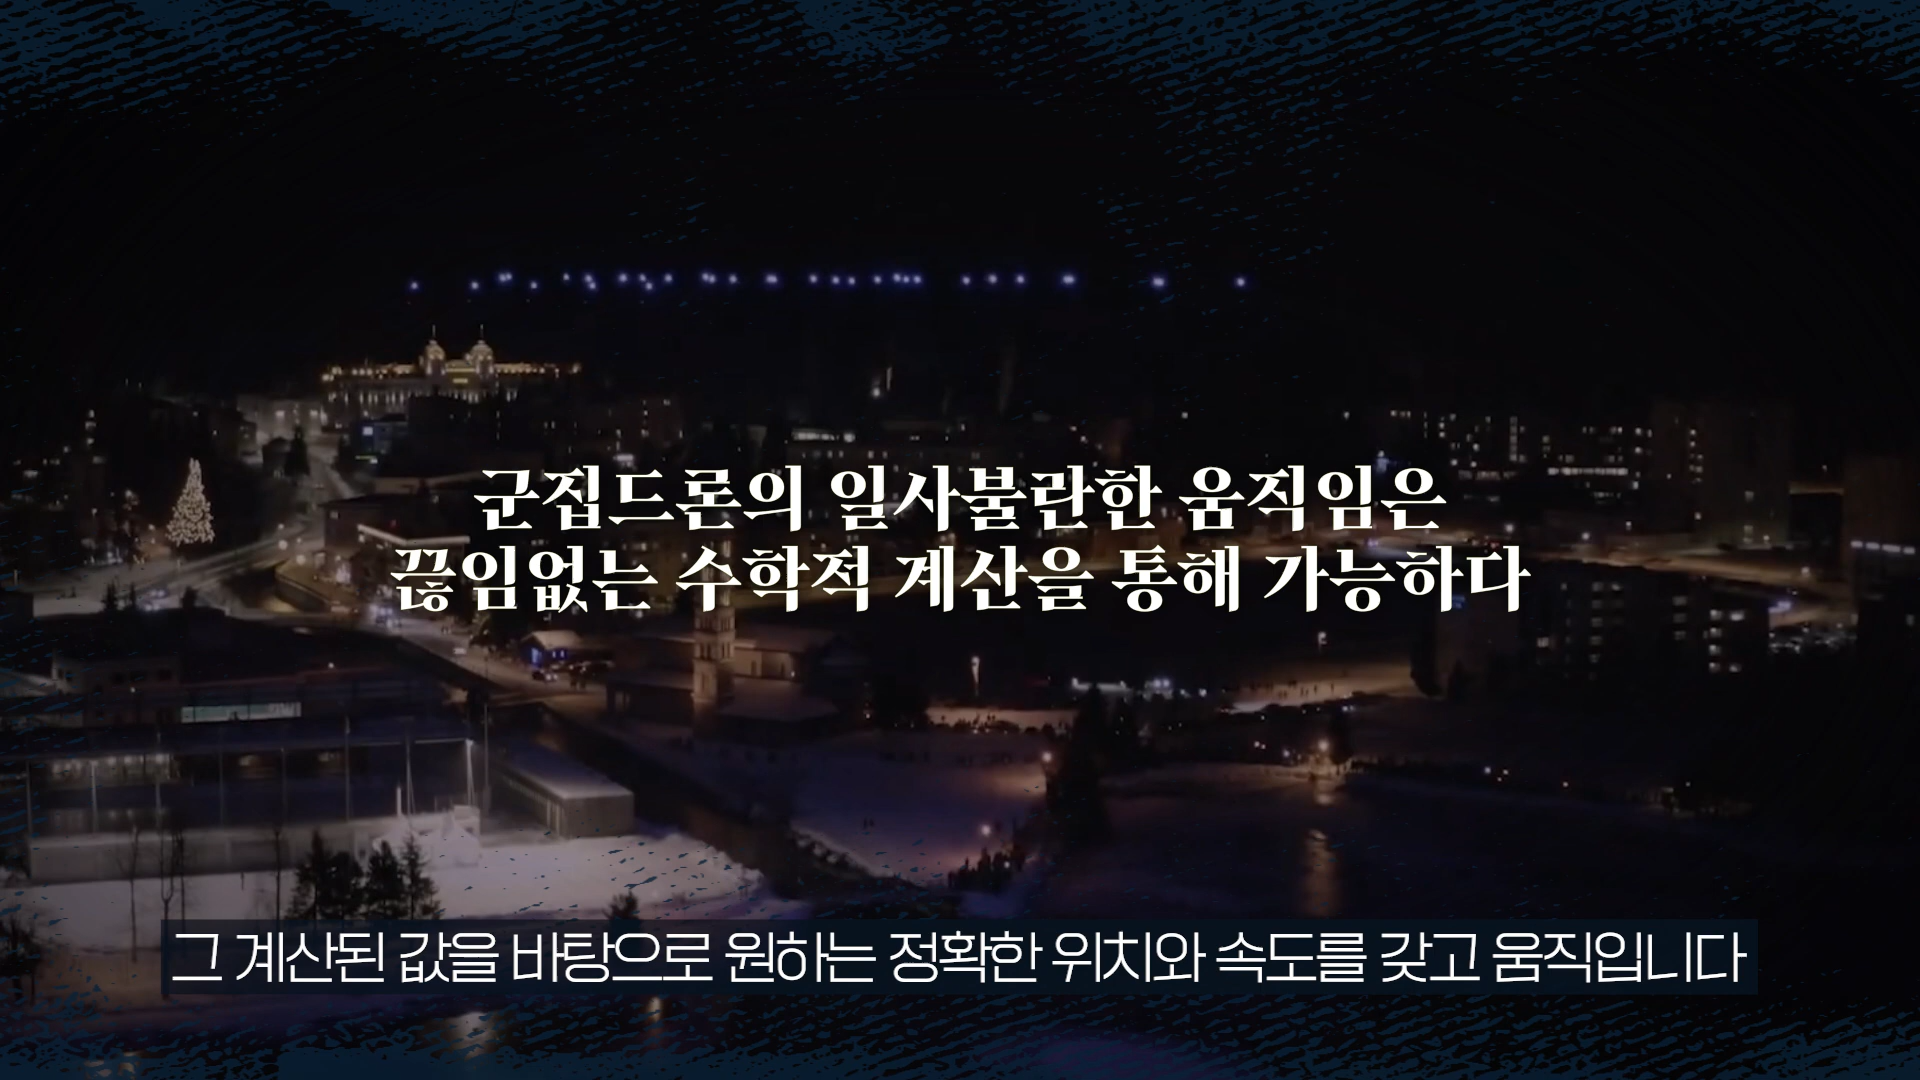 군집드론의 일사불란한 움직임은
끊임없는 수학적 계산을 통해 가능하다
그 계산된 값을 바탕으로 원하는 정확한 위치와 속도를 갖고 움직입니다